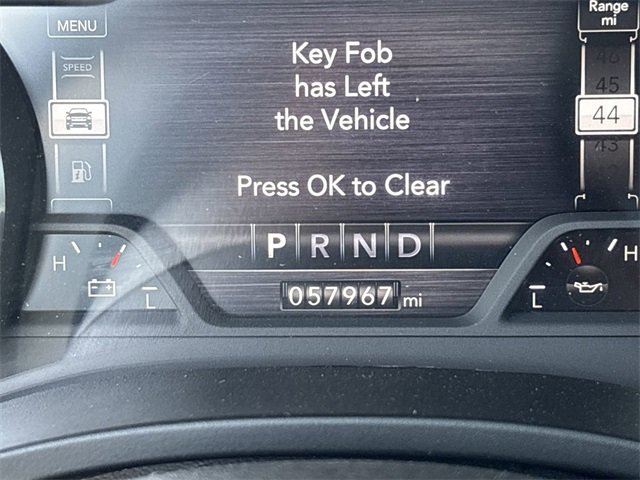 MENU
Range
mi
SPEED
Key Fob
has Left
the Vehicle
46
45
44
43
Press OK to Clear
P R N D
H
L
057967 mi
L
H